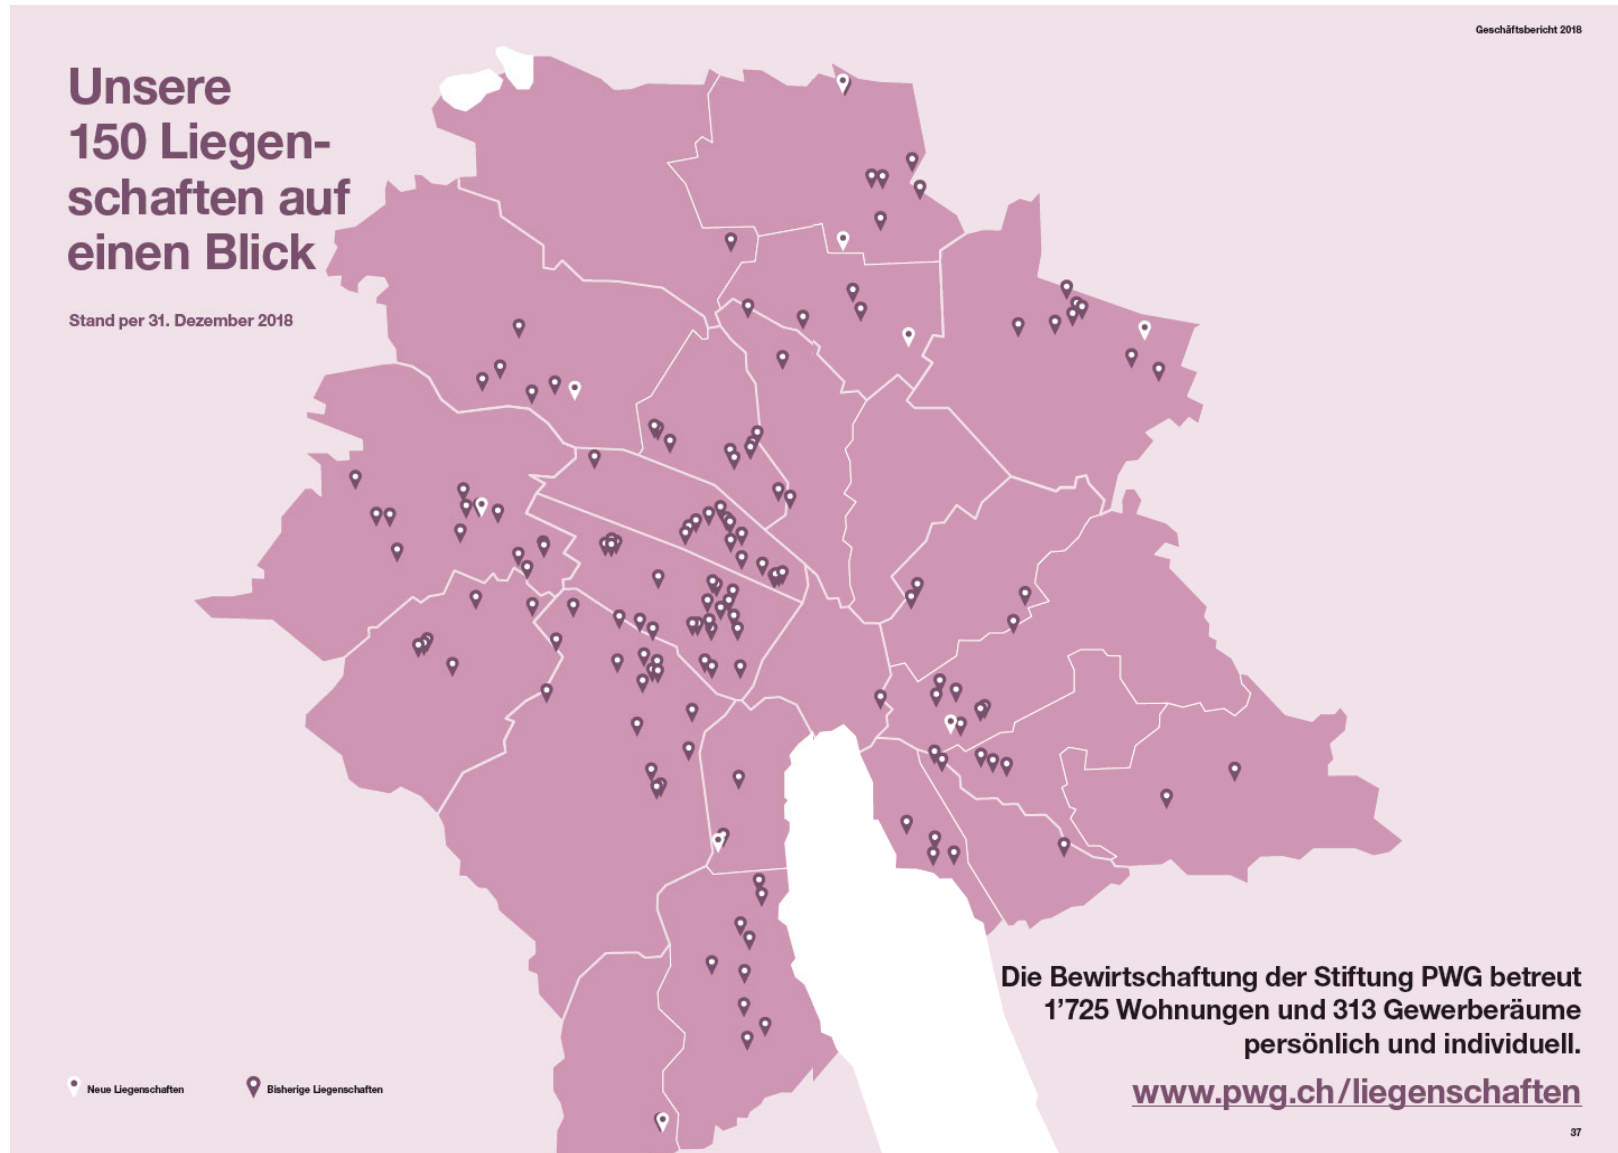 Geschäftsbericht 2018
Unsere
150 Liegen-
schaften auf
einen Blick
Stand per 31. Dezember 2018
Die Bewirtschaftung der Stiftung PWG betreut
1’725 Wohnungen und 313 Gewerberäume
persönlich und individuell.
www.pwg.ch/liegenschaften
Neue Liegenschaften
Bisherige Liegenschaften
37